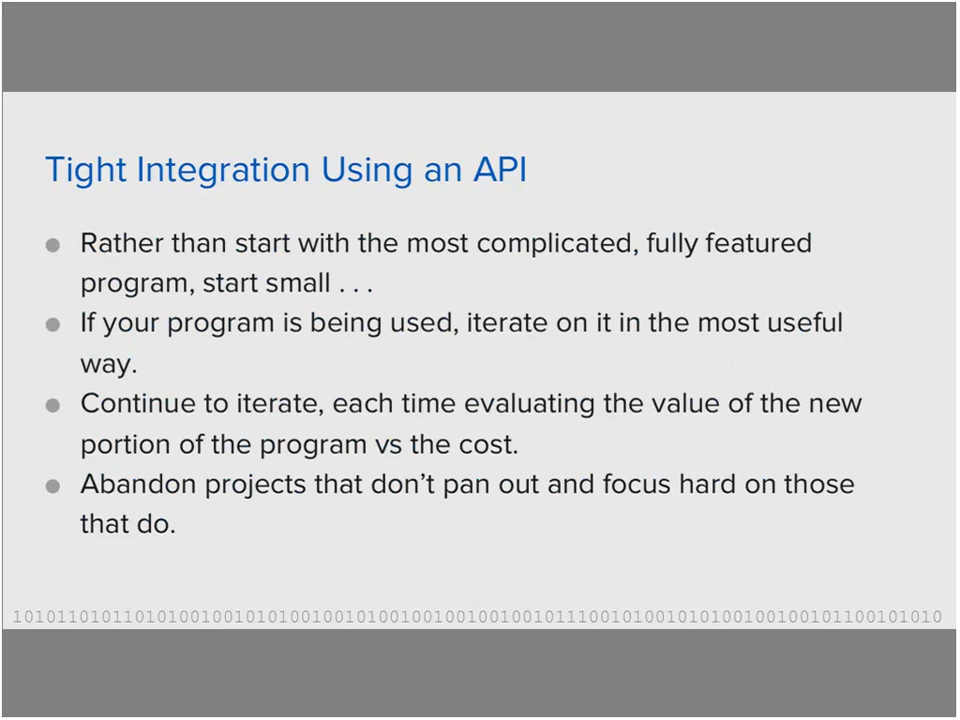 Tight Integration Using an API
Rather than start with the most complicated, fully featured
program, start small . . .
If your program is being used, iterate on it in the most useful
way.
Continue to iterate, each time evaluating the value of the new
portion of the program vs the cost.
Abandon projects that don’t pan out and focus hard on those
that do.